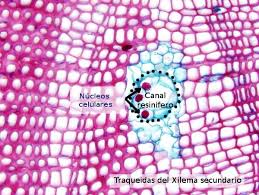 Núcleos
celulares
Canal
resinífero
Traqueidas del Xilema secundario